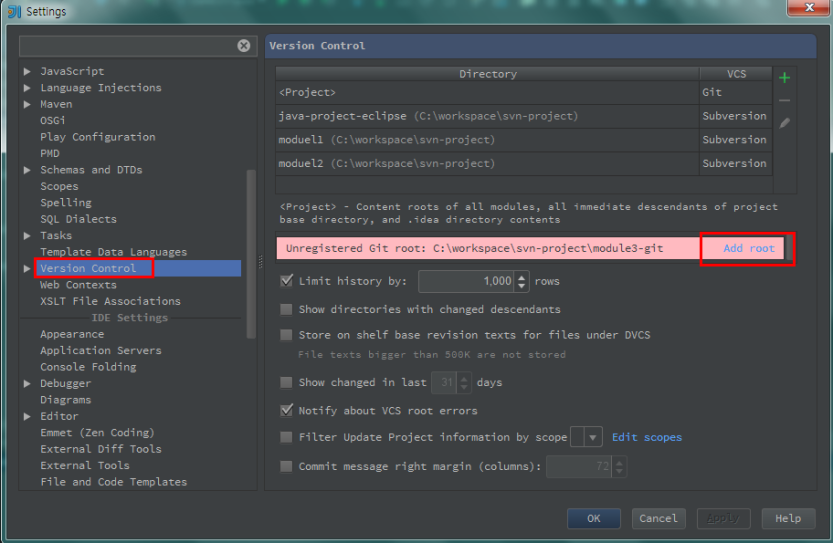 Settings
JavaScript
Language Injections
Maven
OSGi
Play Configuration
PMD
Schemas and DTDs
Scopes
Spelling
SQL Dialects
Tasks
Template Data Languages
Version Control
Web Contexts
XSLT File Associations
IDE Settings
Appearance
Application Servers
Console Folding
Debugger
Diagrams
Editor
Emmet (Zen Coding)
External Diff Tools
External Tools
File and Code Templates
Version Control
Directory VCS
<Project> Git
java-project-eclipse (C:\workspace\svn-project) Subversion
moduel1 (C:\workspace\svn-project) Subversion
moduel2 (C:\workspace\svn-project) Subversion
<Project> - Content roots of all modules, all immediate descendants of project
base directory, and .idea directory contents
Unregistered Git root: C:\workspace\svn-project\module3-git Add root
Limit history by: 1,000 rows
Show directories with changed descendants
Store on shelf base revision texts for files under DVCS
File texts bigger than 500K are not stored
Show changed in last 31 days
Notify about VCS root errors
Filter Update Project information by scope Edit scopes
Commit message right margin (columns): 72
OK Cancel Apply Help